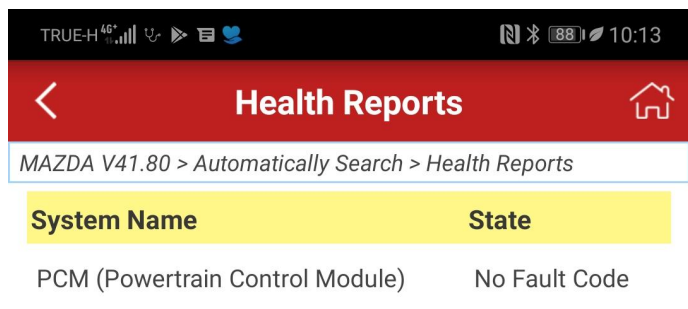 TRUE-H 4G+ 88 10:13
Health Reports
MAZDA V41.80 > Automatically Search > Health Reports
System Name State
PCM (Powertrain Control Module) No Fault Code